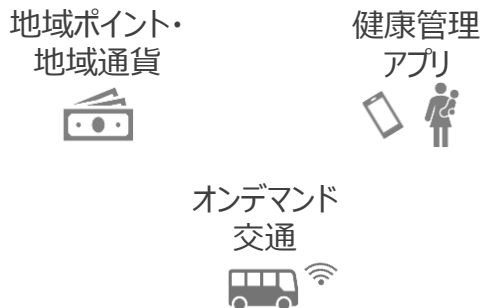 地域ポイント・
地域通貨
健康管理
アプリ
オンデマンド
交通